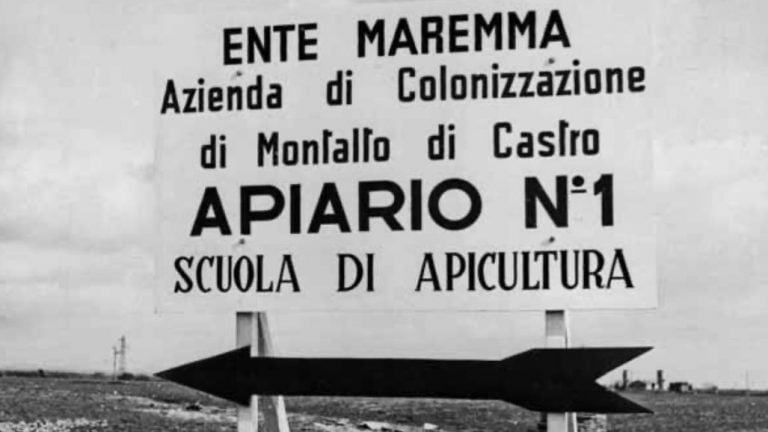 ENTE MAREMMA
Azienda di Colonizzazione
di Montalto di Castro
APIARIO N.º 1
SCUOLA DI APICULTURA